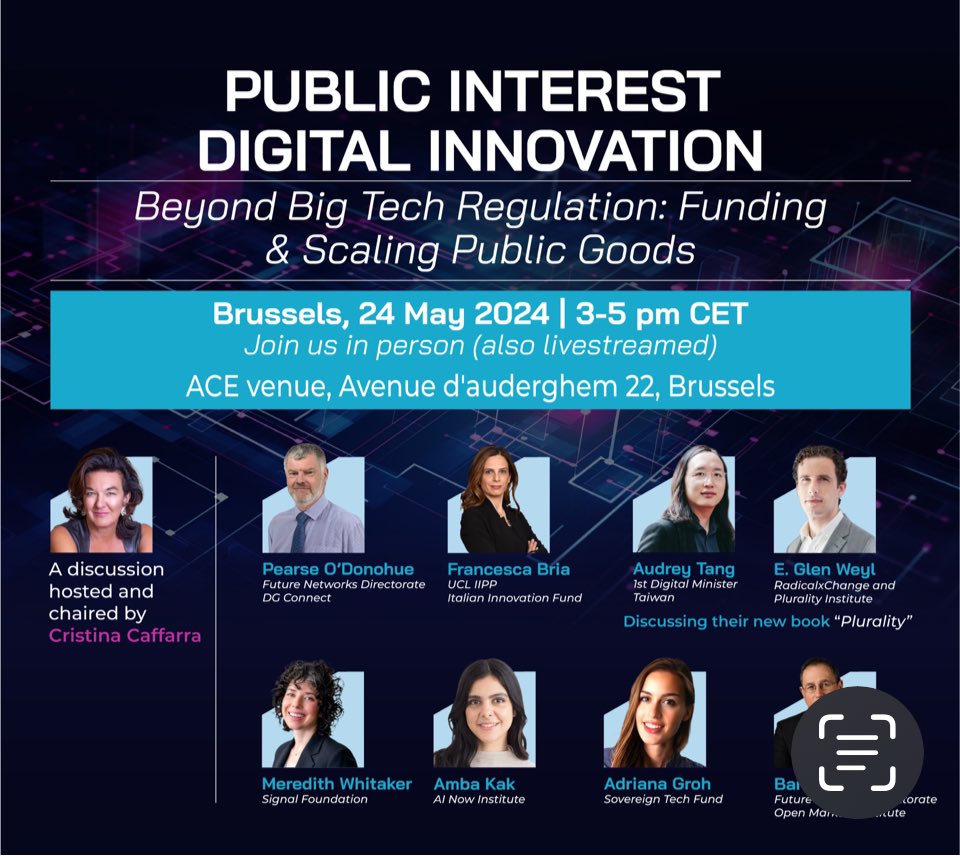 PUBLIC INTEREST
DIGITAL INNOVATION
Beyond Big Tech Regulation: Funding
& Scaling Public Goods
Brussels, 24 May 2024 | 3-5 pm CET
Join us in person (also livestreamed)
ACE venue, Avenue d'auderghem 22, Brussels
A discussion
hosted and
chaired by
Cristina Caffarra
Pearse O'Donohue
Future Networks Directorate
DG Connect
Francesca Bria
UCL IIPP
Italian Innovation Fund
Audrey Tang
1st Digital Minister
Taiwan
E. Glen Weyl
RadicalxChange and
Plurality Institute
Discussing their new book “Plurality”
Meredith Whitaker
Signal Foundation
Amba Kak
AI Now Institute
Adriana Groh
Sovereign Tech Fund
Future
Open